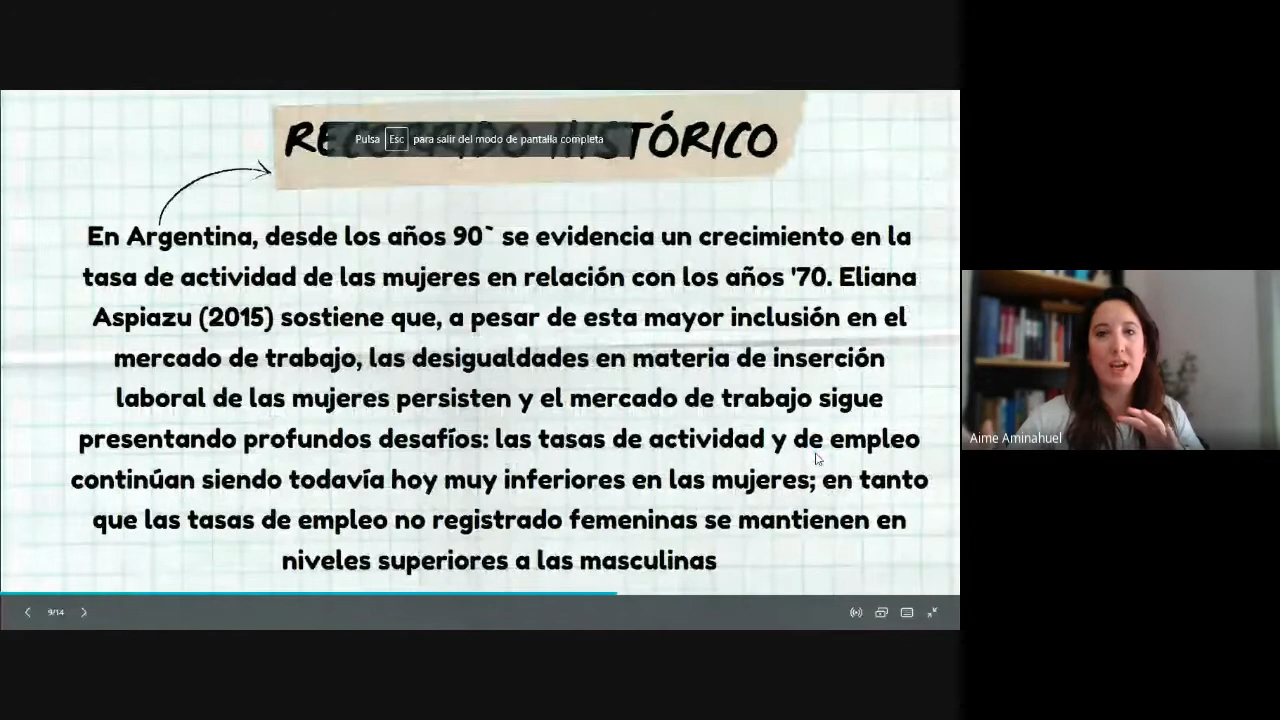 RECORRIDO HISTÓRICO
Pulsa Esc para salir del modo de pantalla completa
En Argentina, desde los años 90` se evidencia un crecimiento en la
tasa de actividad de las mujeres en relación con los años '70. Eliana
Aspiazu (2015) sostiene que, a pesar de esta mayor inclusión en el
mercado de trabajo, las desigualdades en materia de inserción
laboral de las mujeres persisten y el mercado de trabajo sigue
presentando profundos desafíos: las tasas de actividad y de empleo
continúan siendo todavía hoy muy inferiores en las mujeres; en tanto
que las tasas de empleo no registrado femeninas se mantienen en
niveles superiores a las masculinas
9/14
Aime Aminahuel